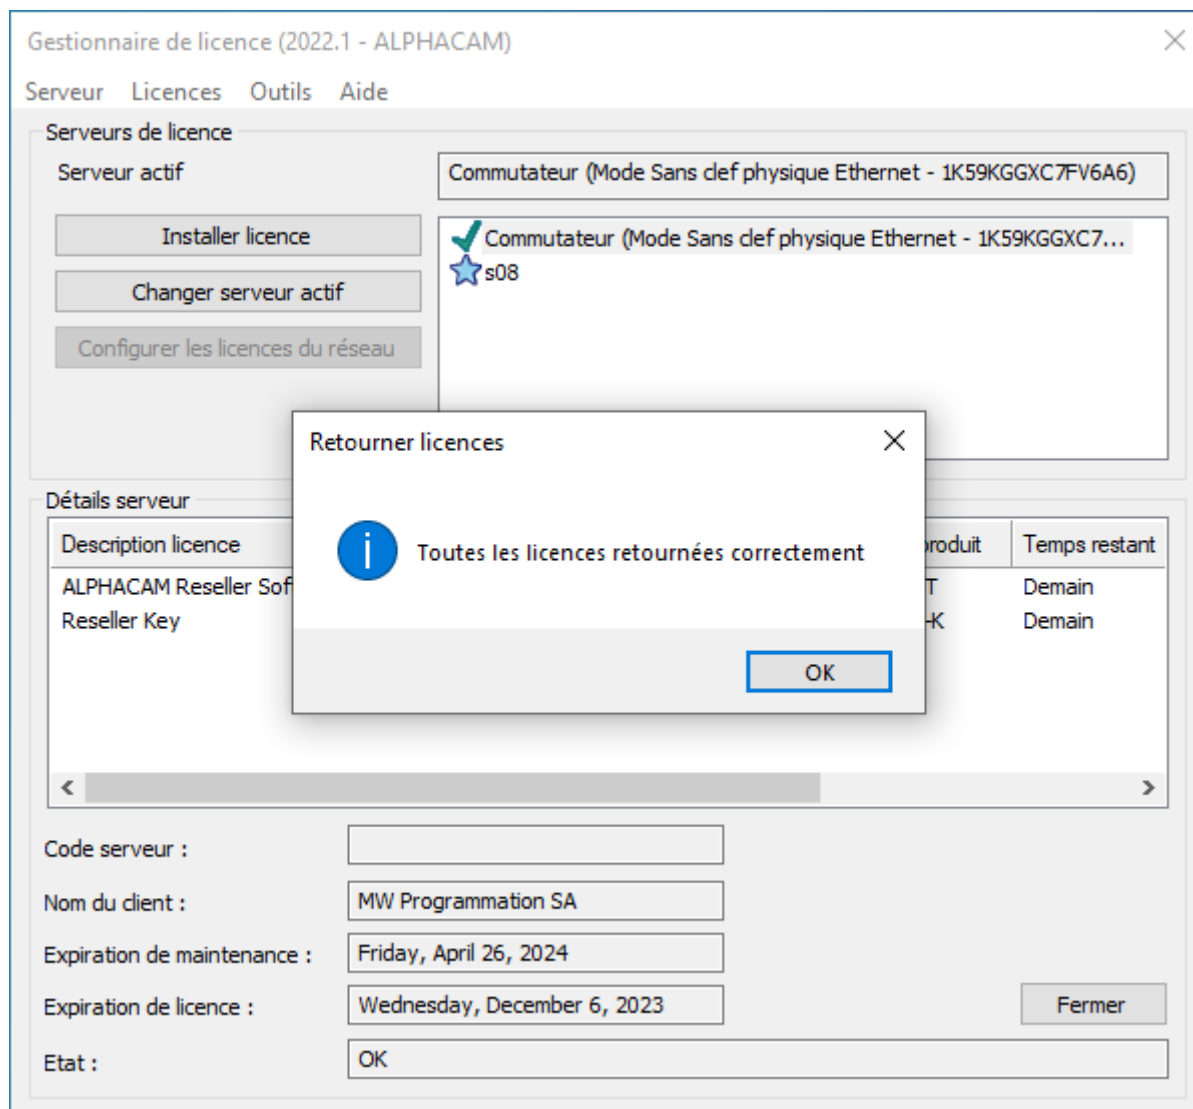 Gestionnaire de licence (2022.1 - ALPHACAM)
Serveur Licences Outils Aide
Serveurs de licence
Serveur actif
Commutateur (Mode Sans clef physique Ethernet - 1K59KGGXC7FV6A6)
Installer licence
Changer serveur actif
Configurer les licences du réseau
Commutateur (Mode Sans clef physique Ethernet - 1K59KGGXC7...
s08
Retourner licences
Toutes les licences retournées correctement
OK
Détails serveur
Description licence produit Temps restant
ALPHACAM Reseller Sof T Demain
Reseller Key -K Demain
Code serveur :
Nom du client : MW Programmation SA
Expiration de maintenance : Friday, April 26, 2024
Expiration de licence : Wednesday, December 6, 2023
Fermer
Etat : OK